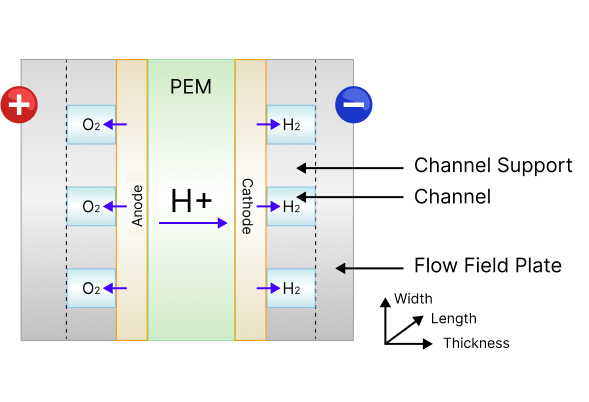 PEM
+
−
O2
H2
Channel Support
Anode
H+
Cathode
O2
H2
Channel
Flow Field Plate
O2
H2
Width
Length
Thickness